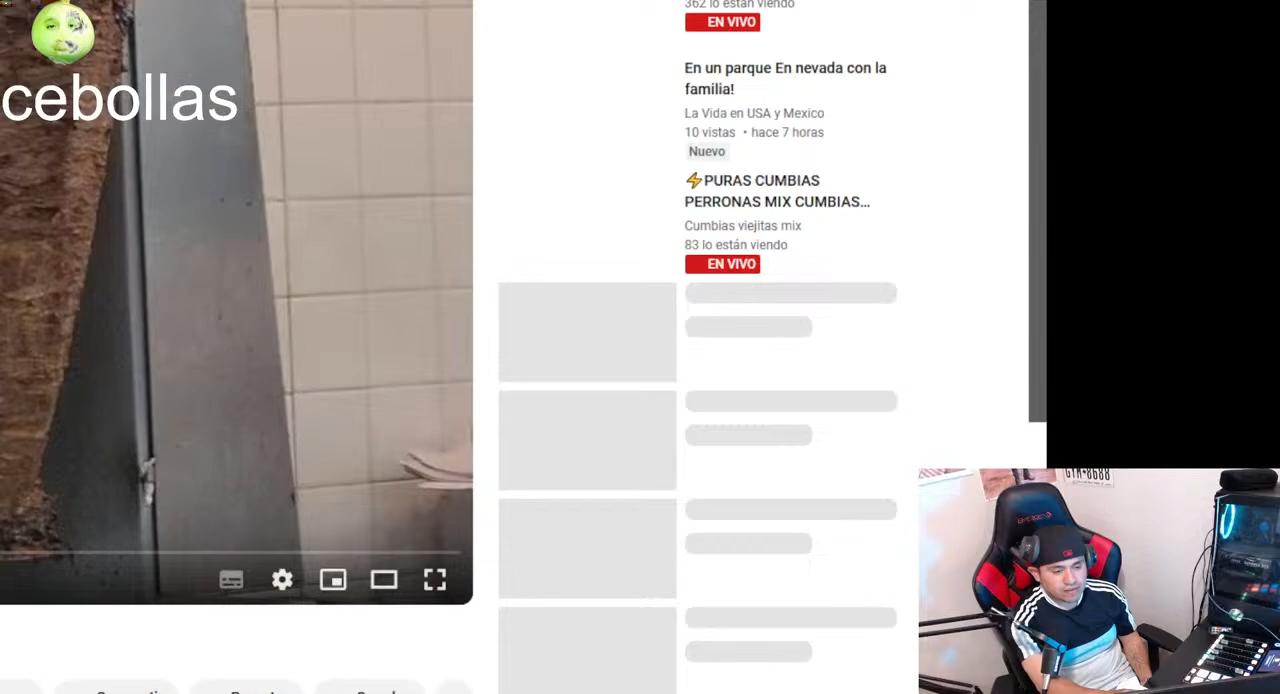 cebollas
362 lo están viendo
EN VIVO
En un parque En nevada con la
familia!
La Vida en USA y Mexico
10 vistas • hace 7 horas
Nuevo
⚡PURAS CUMBIAS
PERRONAS MIX CUMBIAS...
Cumbias viejitas mix
83 lo están viendo
EN VIVO